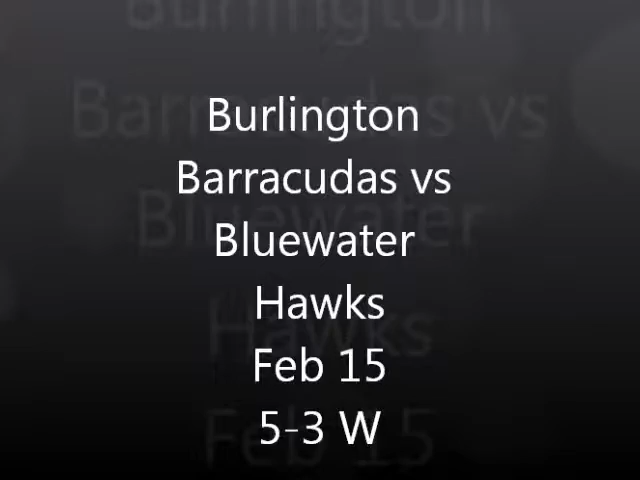 Burlington
Barracudas vs
Bluewater
Hawks
Feb 15
5-3 W